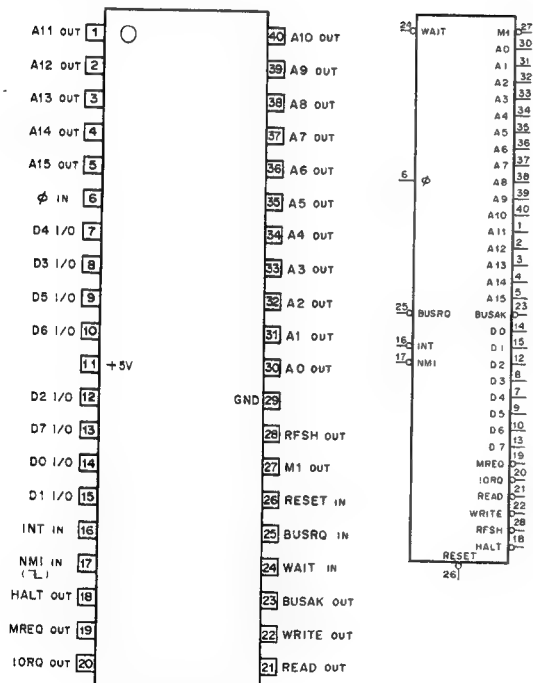 A11 OUT 1
A12 OUT 2
A13 OUT 3
A14 OUT 4
A15 OUT 5
ϕ IN 6
D4 I/O 7
D3 I/O 8
D5 I/O 9
D6 I/O 10
11 +5V
D2 I/O 12
D7 I/O 13
D0 I/O 14
D1 I/O 15
INT IN 16
NMI IN 17
HALT OUT 18
MREQ OUT 19
IORQ OUT 20
40 A10 OUT
39 A9 OUT
38 A8 OUT
37 A7 OUT
36 A6 OUT
35 A5 OUT
34 A4 OUT
33 A3 OUT
32 A2 OUT
31 A1 OUT
30 A0 OUT
GND 29
28 RFSH OUT
27 M1 OUT
26 RESET IN
25 BUSRQ IN
24 WAIT IN
23 BUSAK OUT
22 WRITE OUT
21 READ OUT
24 WAIT
6 ϕ
25 BUSRQ
16 INT
17 NMI
M1 27
A0 30
A1 31
A2 32
A3 33
A4 34
A5 35
A6 36
A7 37
A8 38
A9 39
A10 40
A11 1
A12 2
A13 3
A14 4
A15 5
BUSAK 23
D0 14
D1 15
D2 12
D3 8
D4 7
D5 9
D6 10
D7 13
MREQ 19
IORQ 20
READ 21
WRITE 22
RFSH 28
HALT 18
RESET
26